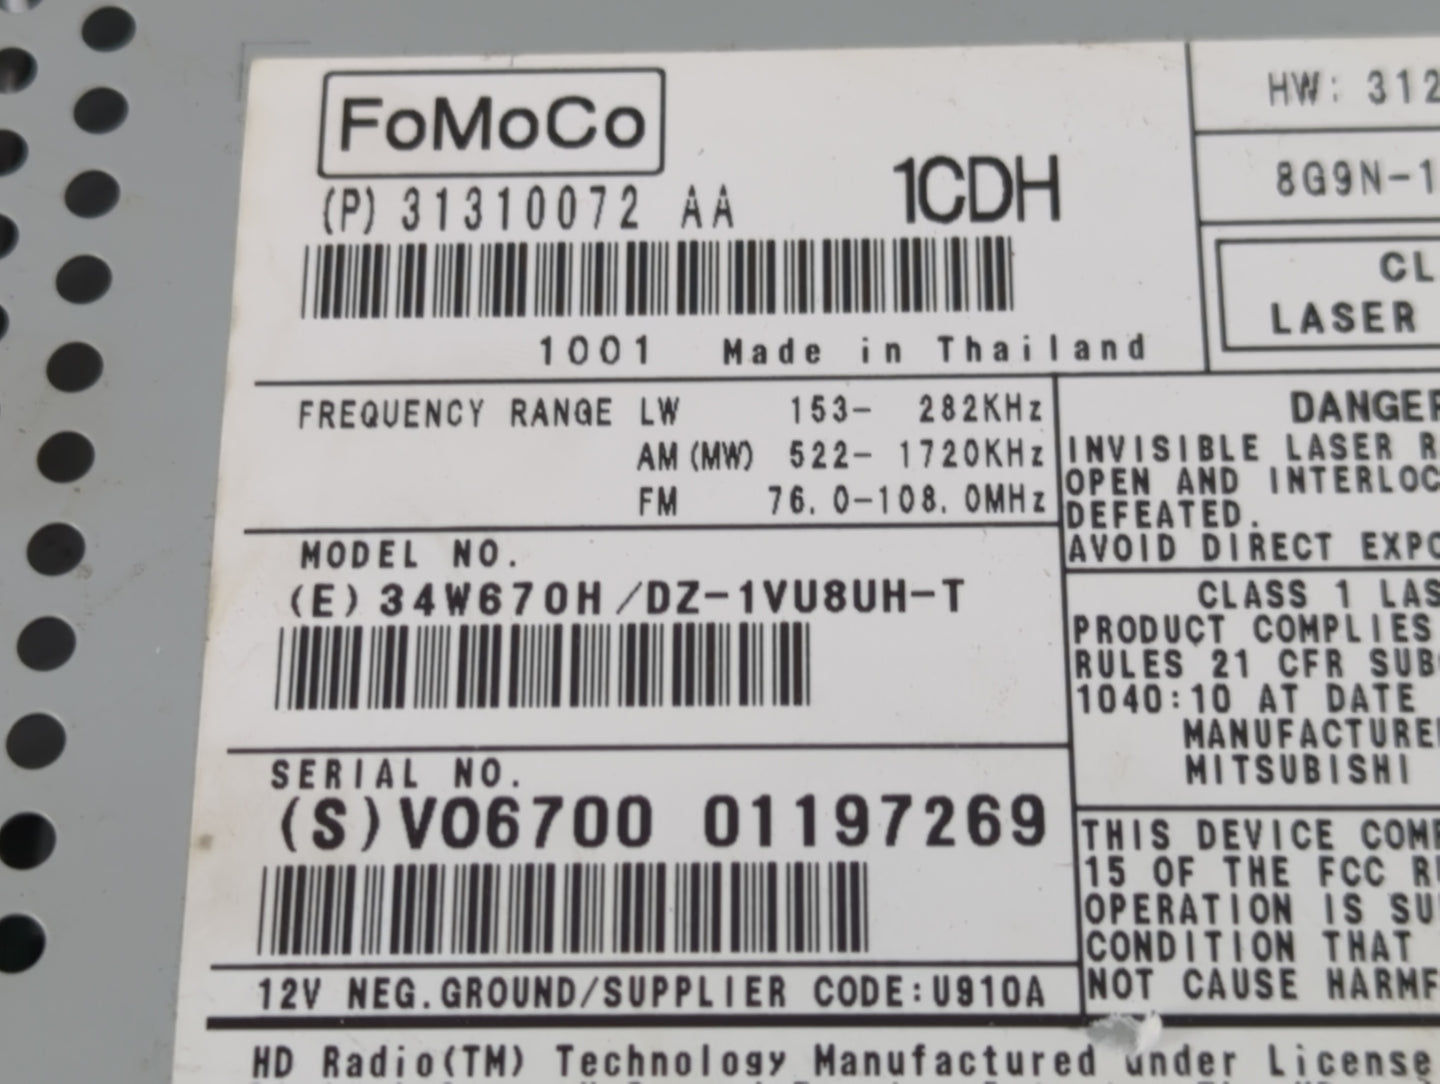 FoMoCo
(P) 31310072 AA 1CDH
1001 Made in Thailand
HW: 312
8G9N-1
CL
LASER
FREQUENCY RANGE LW 153- 282KHz
AM (MW) 522- 1720KHz
FM 76.0-108.0MHz
DANGER
INVISIBLE LASER R
OPEN AND INTERLOC
DEFEATED.
AVOID DIRECT EXPO
MODEL NO.
(E) 34W670H/DZ-1VU8UH-T
CLASS 1 LAS
PRODUCT COMPLIES
RULES 21 CFR SUB
1040:10 AT DATE
MANUFACTURE
MITSUBISHI
SERIAL NO.
(S) VO6700 01197269
THIS DEVICE COM
15 OF THE FCC R
OPERATION IS SU
CONDITION THAT
NOT CAUSE HARMF
12V NEG.GROUND/SUPPLIER CODE:U910A
HD Radio(TM) Technology Manufactured under License